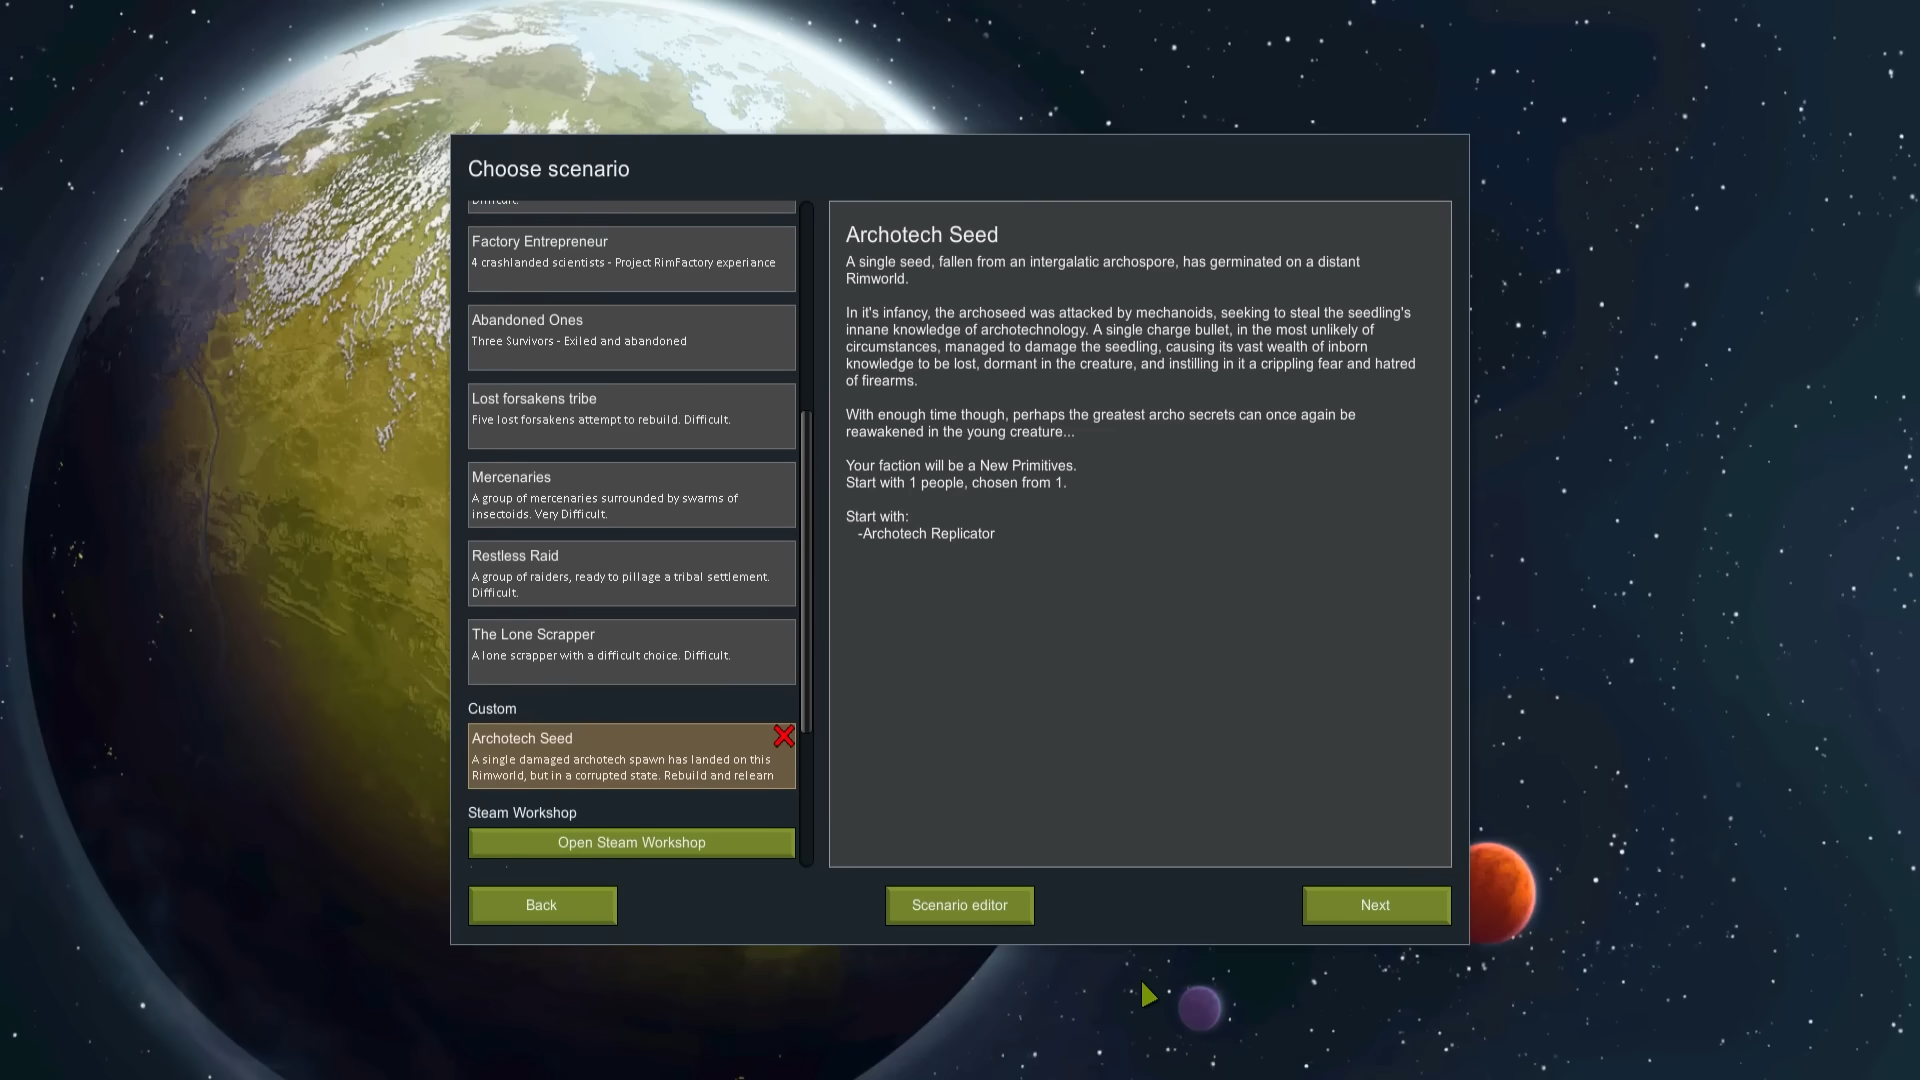 Choose scenario
Difficult.
Factory Entrepreneur
4 crashlanded scientists - Project RimFactory experiance
Abandoned Ones
Three Survivors - Exiled and abandoned
Lost forsakens tribe
Five lost forsakens attempt to rebuild. Difficult.
Mercenaries
A group of mercenaries surrounded by swarms of
insectoids. Very Difficult.
Restless Raid
A group of raiders, ready to pillage a tribal settlement.
Difficult.
The Lone Scrapper
A lone scrapper with a difficult choice. Difficult.
Custom
Archotech Seed
A single damaged archotech spawn has landed on this
Rimworld, but in a corrupted state. Rebuild and relearn
Steam Workshop
Open Steam Workshop
Archotech Seed
A single seed, fallen from an intergalatic archospore, has germinated on a distant
Rimworld.
In it's infancy, the archoseed was attacked by mechanoids, seeking to steal the seedling's
innane knowledge of archotechnology. A single charge bullet, in the most unlikely of
circumstances, managed to damage the seedling, causing its vast wealth of inborn
knowledge to be lost, dormant in the creature, and instilling in it a crippling fear and hatred
of firearms.
With enough time though, perhaps the greatest archo secrets can once again be
reawakened in the young creature...
Your faction will be a New Primitives.
Start with 1 people, chosen from 1.
Start with:
-Archotech Replicator
Back
Scenario editor
Next